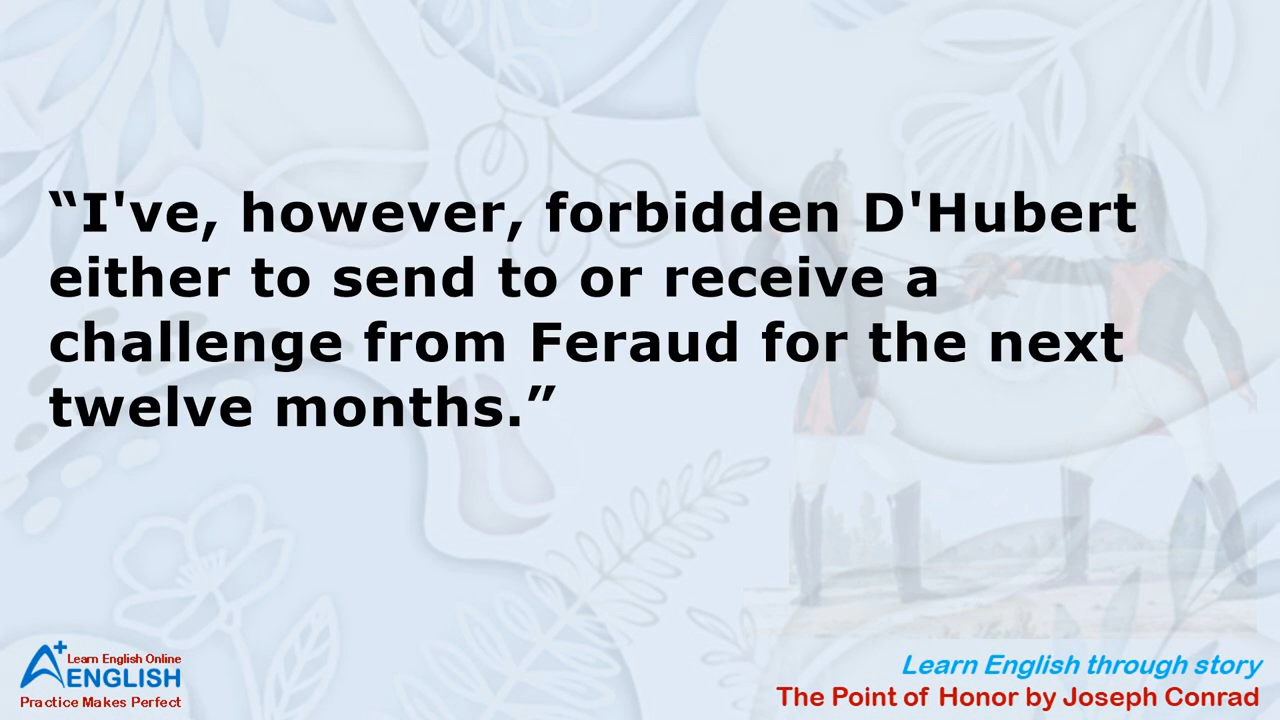 “I've, however, forbidden D'Hubert
either to send to or receive a
challenge from Feraud for the next
twelve months.”
A+ Learn English Online
ENGLISH
Practice Makes Perfect
Learn English through story
The Point of Honor by Joseph Conrad